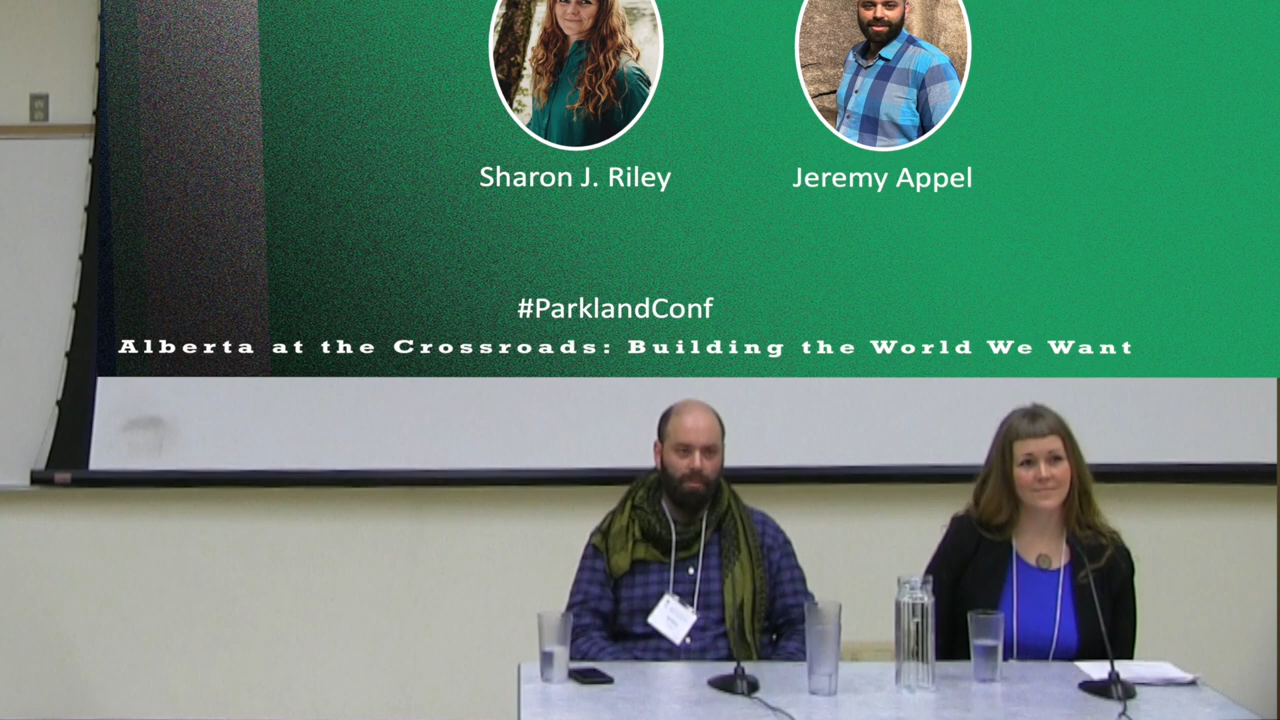 Sharon J. Riley
Jeremy Appel
#ParklandConf
Alberta at the Crossroads: Building the World We Want